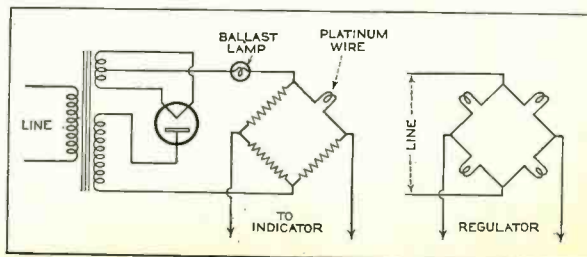 BALLAST
LAMP
PLATINUM
WIRE
LINE
LINE
TO
INDICATOR
REGULATOR